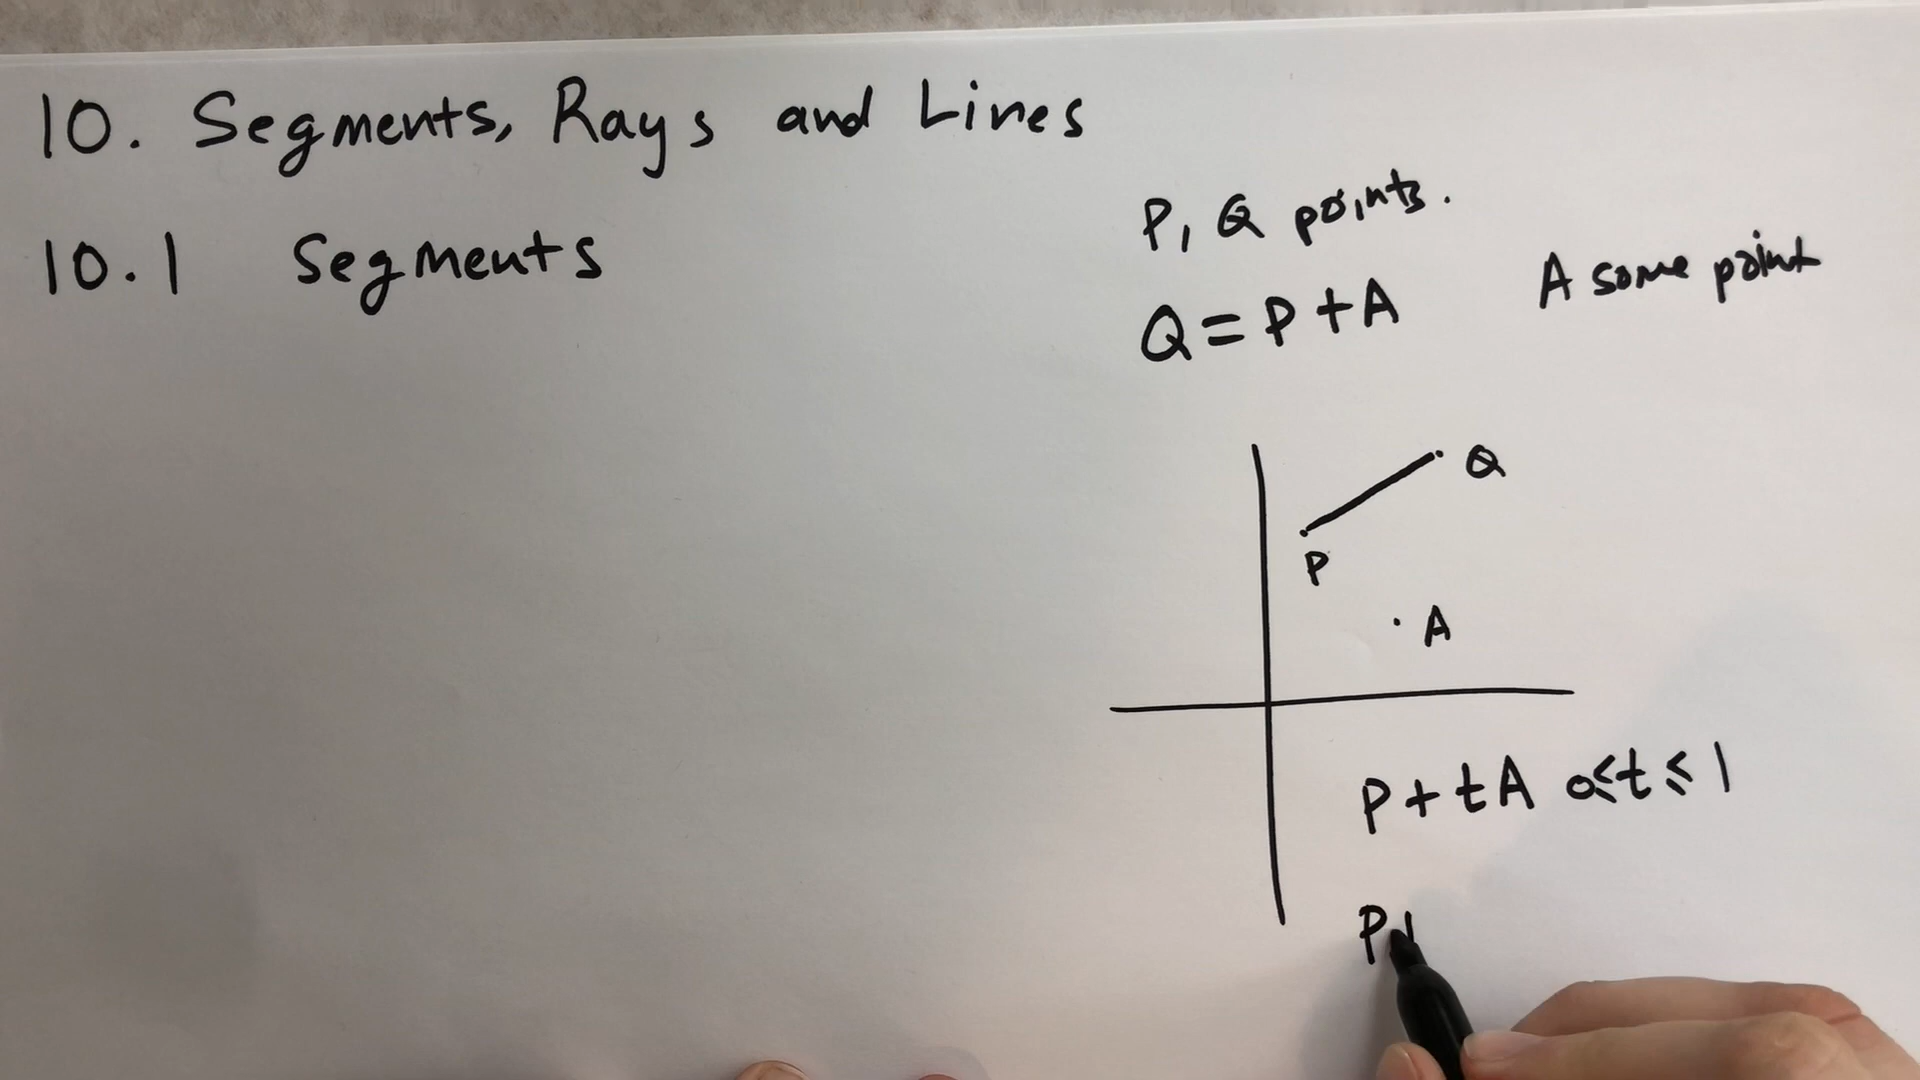 10. Segments, Rays and Lines
10.1 Segments
P, Q points.
Q = P + A A some point
Q
P
A
P + tA 0 ≤ t ≤ 1
P